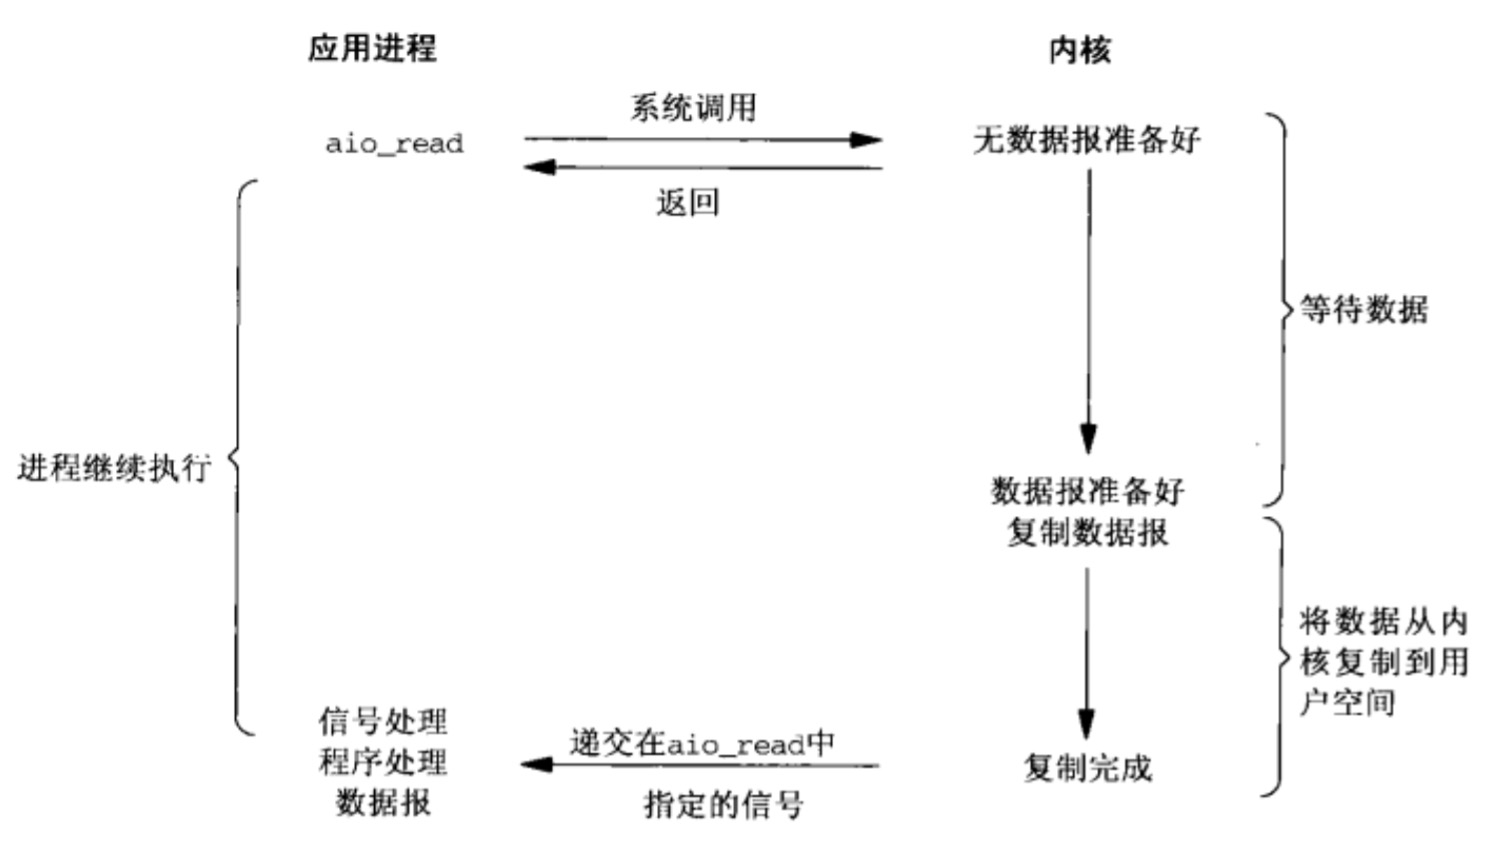 应用进程
内核
系统调用
aio_read
无数据报准备好
返回
等待数据
进程继续执行
数据报准备好
复制数据报
将数据从内
核复制到用
户空间
信号处理
程序处理
数据报
递交在aio_read中
指定的信号
复制完成